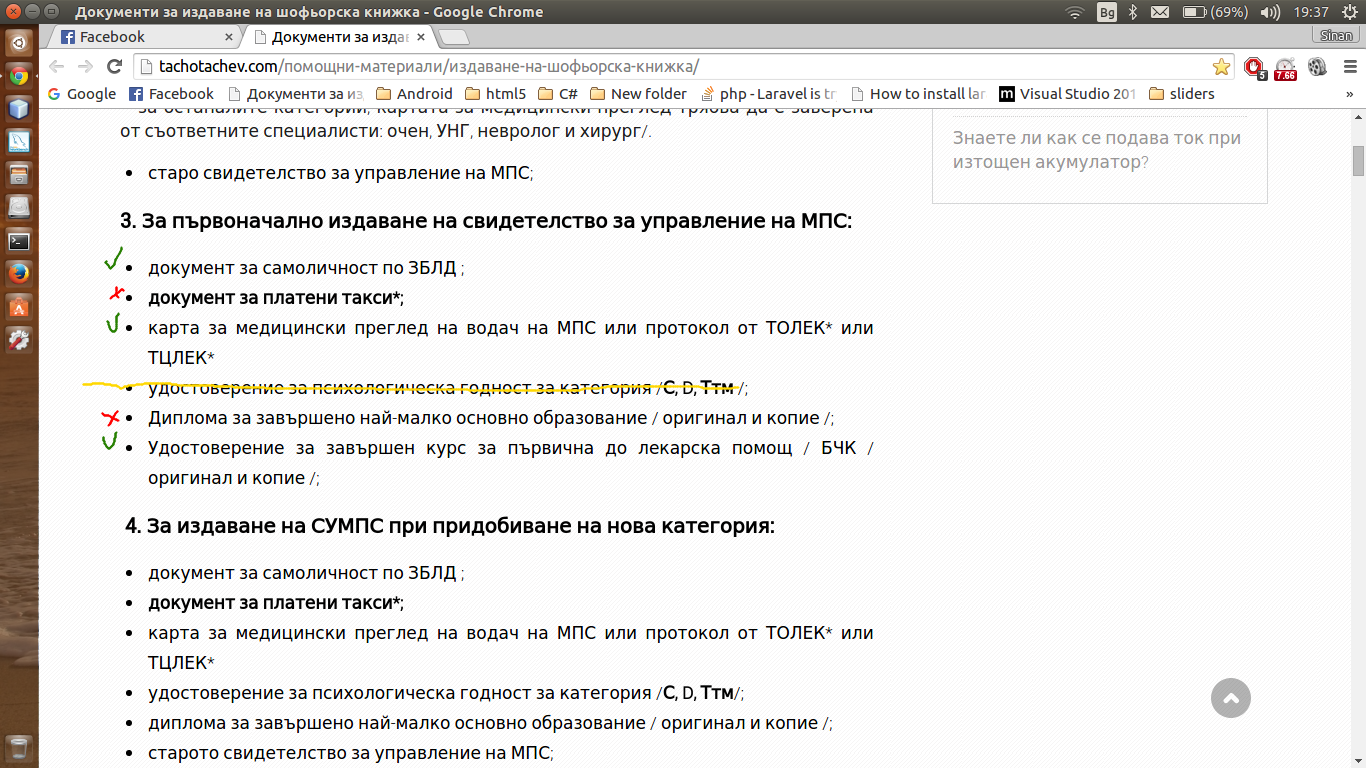 Документи за издаване на шофьорска книжка - Google Chrome
Bg
(69%)
19:37
Facebook
Документи за изда
Sinan
tachotachev.com/помощни-материали/издаване-на-шофьорска-книжка/
5
7.66
Google
Facebook
Документи за из
Android
html5
C#
New folder
php - Laravel is tr
How to install lar
m
Visual Studio 201
sliders
»
за останалите категории, картата за медицински преглед трябва да е заверена
от съответните специалисти: очен, УНГ, невролог и хирург/.
• старо свидетелство за управление на МПС;
3. За първоначално издаване на свидетелство за управление на МПС:
• документ за самоличност по ЗБЛД ;
• документ за платени такси*;
• карта за медицински преглед на водач на МПС или протокол от ТОЛЕК* или
ТЦЛЕК*
• удостоверение за психологическа годност за категория /С, D, Ттм /;
• Диплома за завършено най-малко основно образование / оригинал и копие /;
• Удостоверение за завършен курс за първична до лекарска помощ / БЧК /
оригинал и копие /;
4. За издаване на СУМПС при придобиване на нова категория:
• документ за самоличност по ЗБЛД ;
• документ за платени такси*;
• карта за медицински преглед на водач на МПС или протокол от ТОЛЕК* или
ТЦЛЕК*
• удостоверение за психологическа годност за категория /С, D, Ттм/;
• диплома за завършено най-малко основно образование / оригинал и копие /;
• старото свидетелство за управление на МПС;
Знаете ли как се подава ток при
изтощен акумулатор?